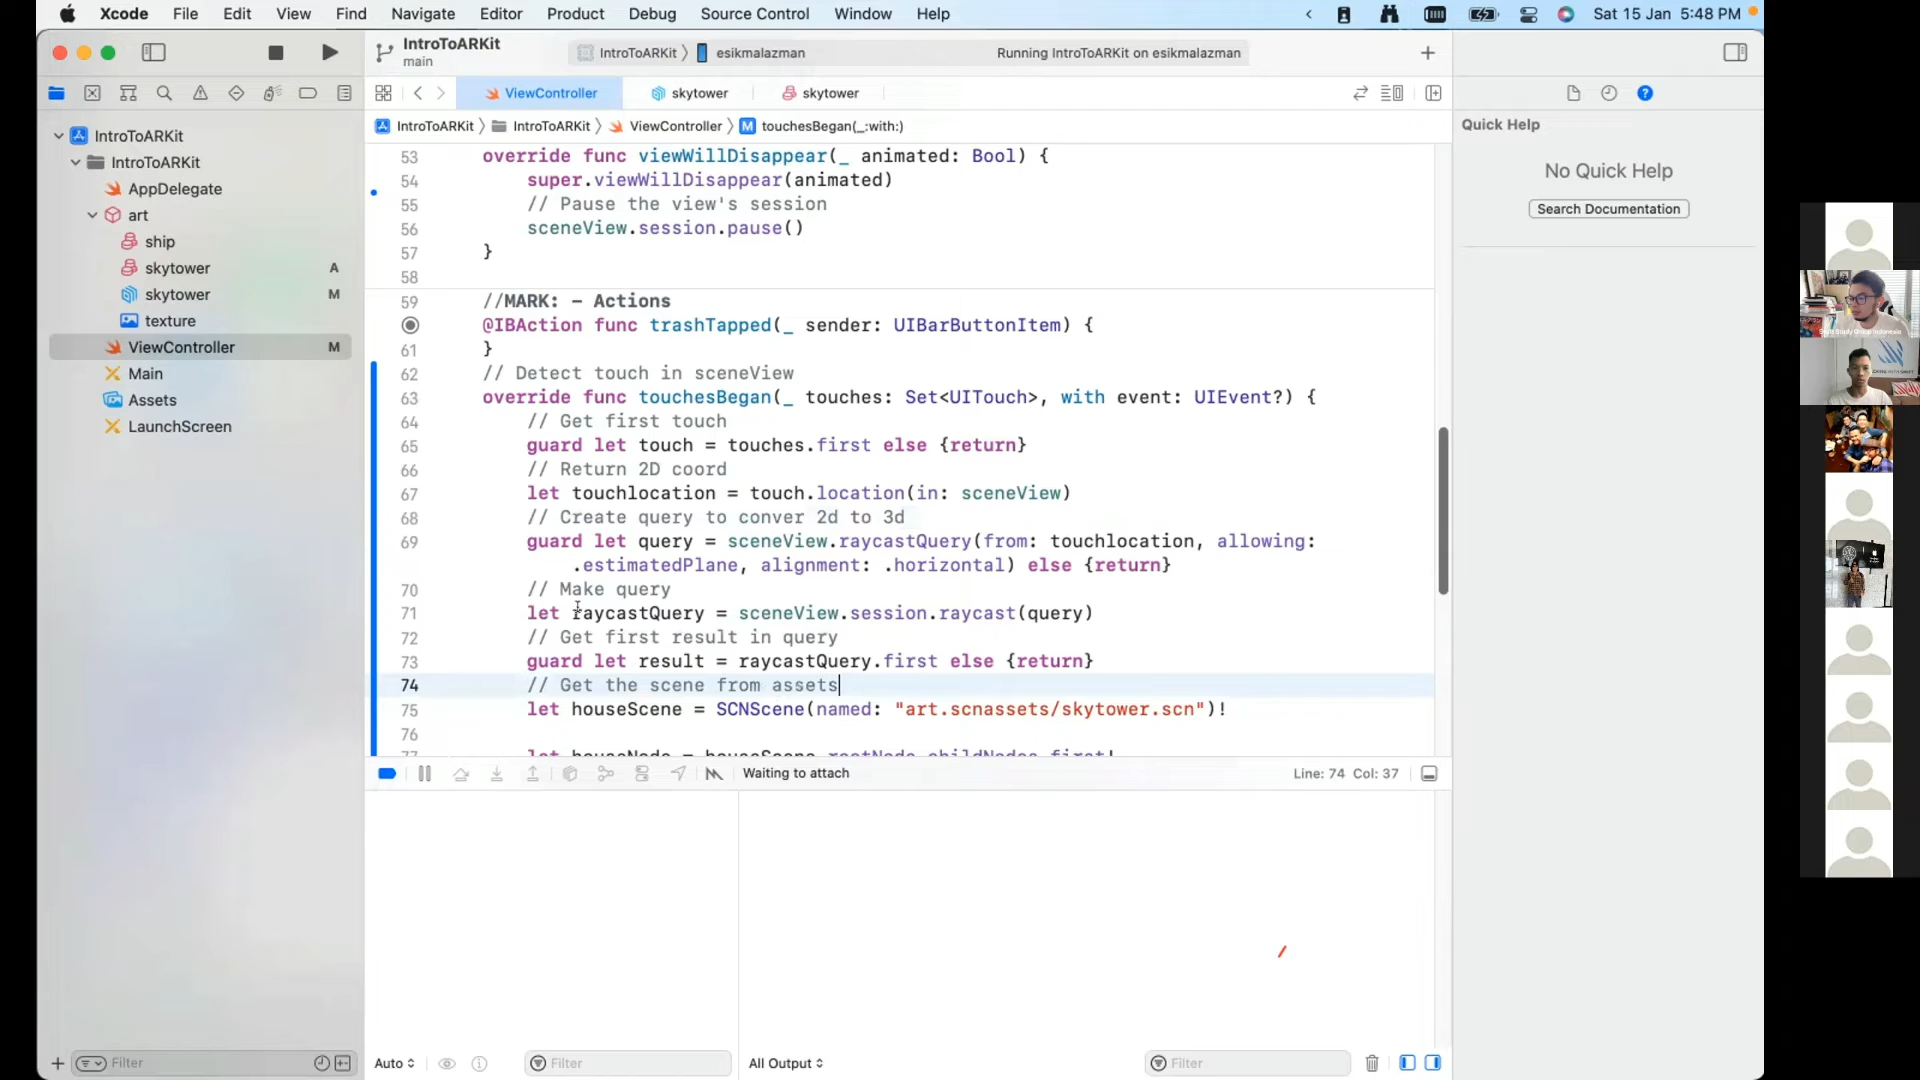 Xcode File Edit View Find Navigate Editor Product Debug Source Control Window Help
Sat 15 Jan 5:48 PM
IntroToARKit
main
IntroToARKit
esikmalazman
Running IntroToARKit on esikmalazman
ViewController
skytower
skytower
IntroToARKit
IntroToARKit
ViewController
M
touchesBegan(_:with:)
Quick Help
No Quick Help
Search Documentation
IntroToARKit
IntroToARKit
AppDelegate
art
ship
skytower A
skytower M
texture
ViewController M
Main
Assets
LaunchScreen
53 override func viewWillDisappear(_ animated: Bool) {
54 super.viewWillDisappear(animated)
55 // Pause the view's session
56 sceneView.session.pause()
57 }
58
59 //MARK: - Actions
@IBAction func trashTapped(_ sender: UIBarButtonItem) {
61 }
62 // Detect touch in sceneView
63 override func touchesBegan(_ touches: Set<UITouch>, with event: UIEvent?) {
64 // Get first touch
65 guard let touch = touches.first else {return}
66 // Return 2D coord
67 let touchlocation = touch.location(in: sceneView)
68 // Create query to conver 2d to 3d
69 guard let query = sceneView.raycastQuery(from: touchlocation, allowing:
.estimatedPlane, alignment: .horizontal) else {return}
70 // Make query
71 let raycastQuery = sceneView.session.raycast(query)
72 // Get first result in query
73 guard let result = raycastQuery.first else {return}
74 // Get the scene from assets
75 let houseScene = SCNScene(named: "art.scnassets/skytower.scn")!
76
77 let houseNode = houseScene.rootNode.childNodes.first!
Waiting to attach
Line: 74 Col: 37
Filter
Auto
Filter
All Output
Filter